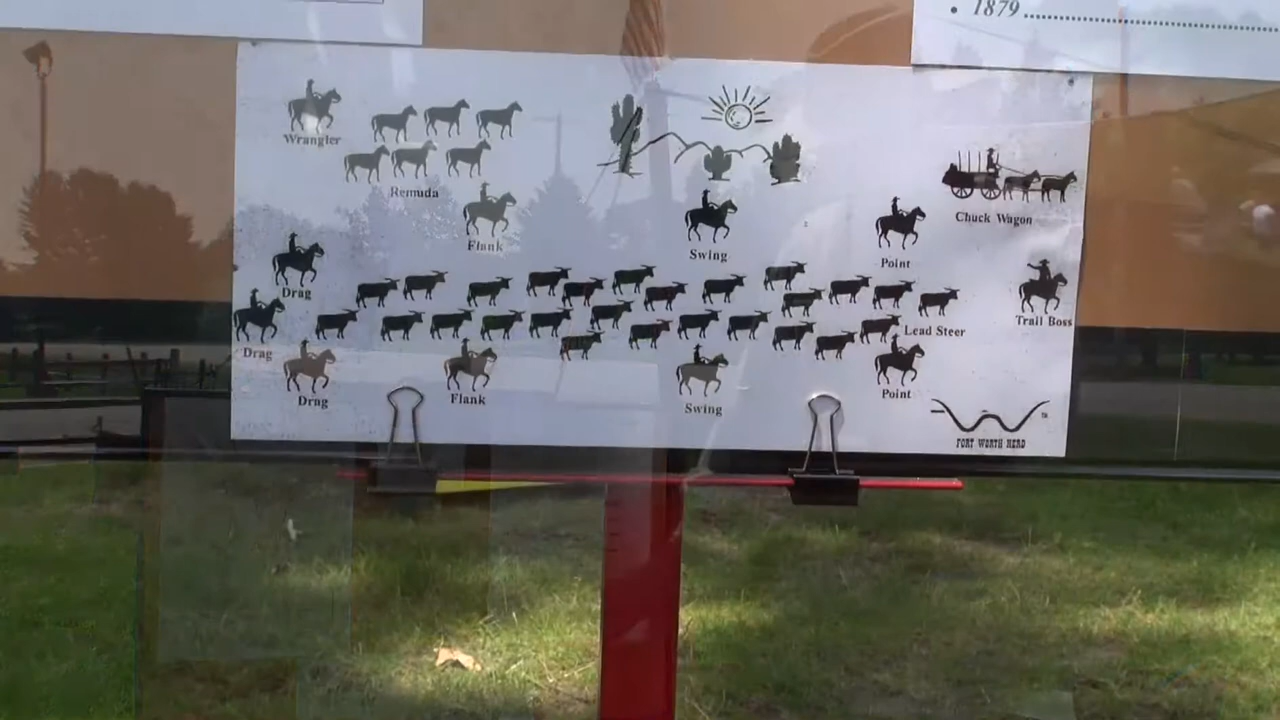 • 1879
Wrangler
Remuda
Flank
Swing
Point
Chuck Wagon
Drag
Trail Boss
Lead Steer
Drag
Drag
Flank
Swing
Point
FORT WORTH HERD